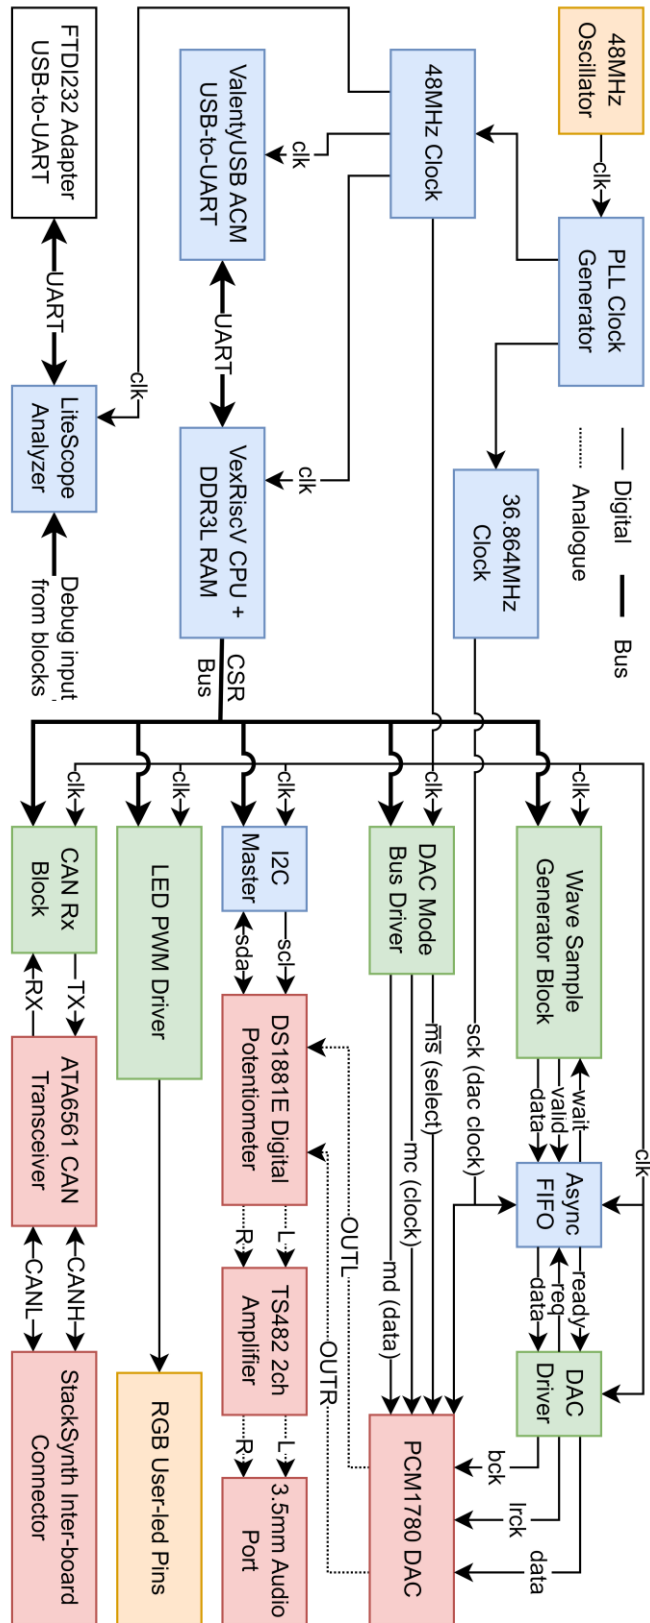 48MHz
Oscillator
clk
PLL Clock
Generator
Digital
Analogue
Bus
48MHz Clock
36.864MHz
Clock
ValentyUSB ACM
USB-to-UART
clk
UART
clk
VexRiscV CPU +
DDR3L RAM
CSR
Bus
FTDI232 Adapter
USB-to-UART
UART
clk
LiteScope
Analyzer
Debug input
from blocks
clk
clk
Wave Sample
Generator Block
wait
valid
data
Async
FIFO
ready
req
data
DAC
Driver
bck
lrck
data
sck (dac clock)
clk
DAC Mode
Bus Driver
ms (select)
mc (clock)
md (data)
PCM1780 DAC
OUTL
OUTR
clk
I2C
Master
scl
sda
DS1881E Digital
Potentiometer
L
R
TS482 2ch
Amplifier
L
R
3.5mm Audio
Port
clk
LED PWM Driver
RGB User-led Pins
clk
CAN Rx
Block
TX
RX
ATA6561 CAN
Transceiver
CANH
CANL
StackSynth Inter-board
Connector